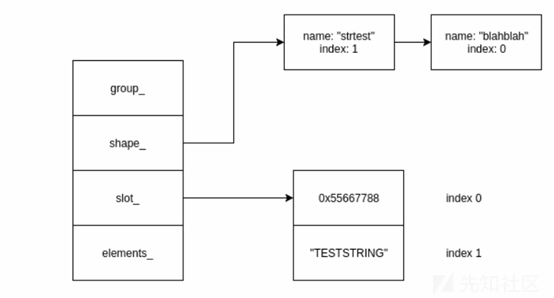 name: "strtest"
index: 1
name: "blahblah"
index: 0
group_
shape_
slot_
elements_
0x55667788
index 0
"TESTSTRING"
index 1
先知社区